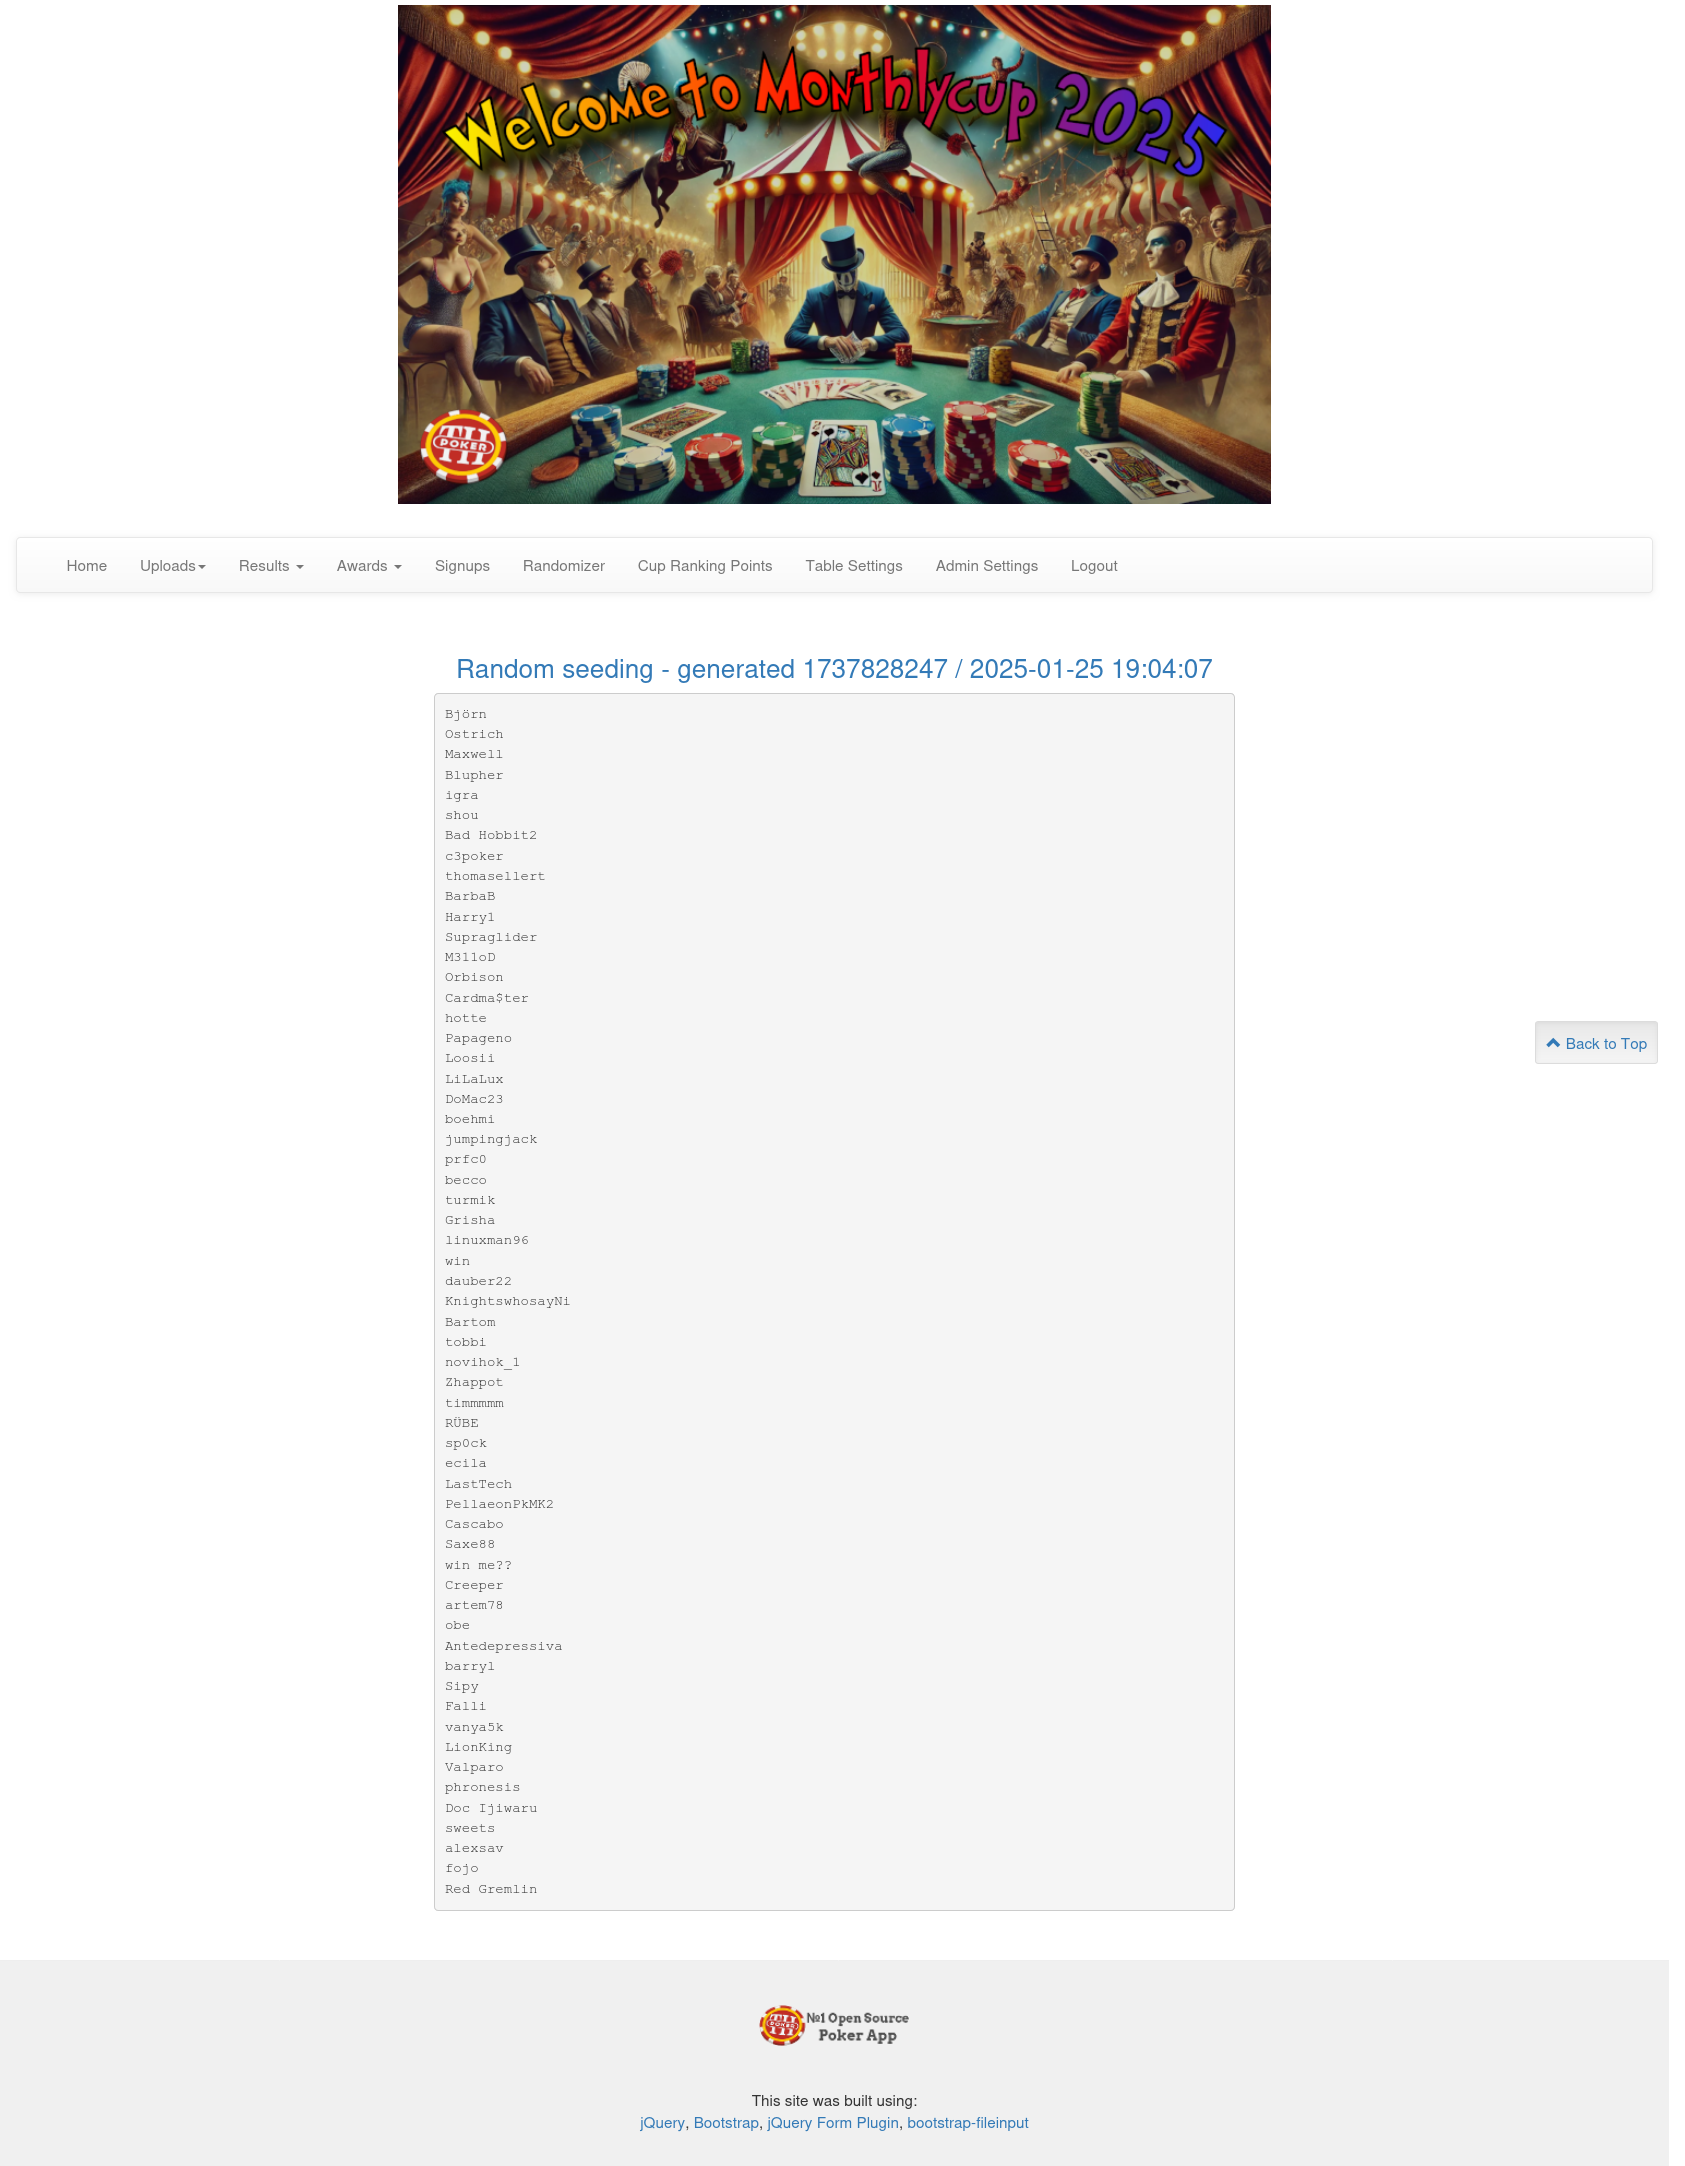 Welcome to Monthlycup 2025
TH
POKER
TH
Home Uploads Results Awards Signups Randomizer Cup Ranking Points Table Settings Admin Settings Logout
Random seeding - generated 1737828247 / 2025-01-25 19:04:07
Björn
Ostrich
Maxwell
Blupher
igra
shou
Bad Hobbit2
c3poker
thomasellert
BarbaB
Harry1
Supraglider
M3lloD
Orbison
Cardma$ter
hotte
Papageno
Loosii
LiLaLux
DoMac23
boehmi
jumpingjack
prfc0
becco
turmik
Grisha
linuxman96
win
dauber22
KnightswhosayNi
Bartom
tobbi
novihok_1
Zhappot
timmmmm
RÜBE
sp0ck
ecila
LastTech
PellaeonPkMK2
Cascabo
Saxe88
win me??
Creeper
artem78
obe
Antedepressiva
barry1
Sipy
Falli
vanya5k
LionKing
Valparo
phronesis
Doc Ijiwaru
sweets
alexsav
fojo
Red Gremlin
Back to Top
№1 Open Source
Poker App
This site was built using:
jQuery, Bootstrap, jQuery Form Plugin, bootstrap-fileinput